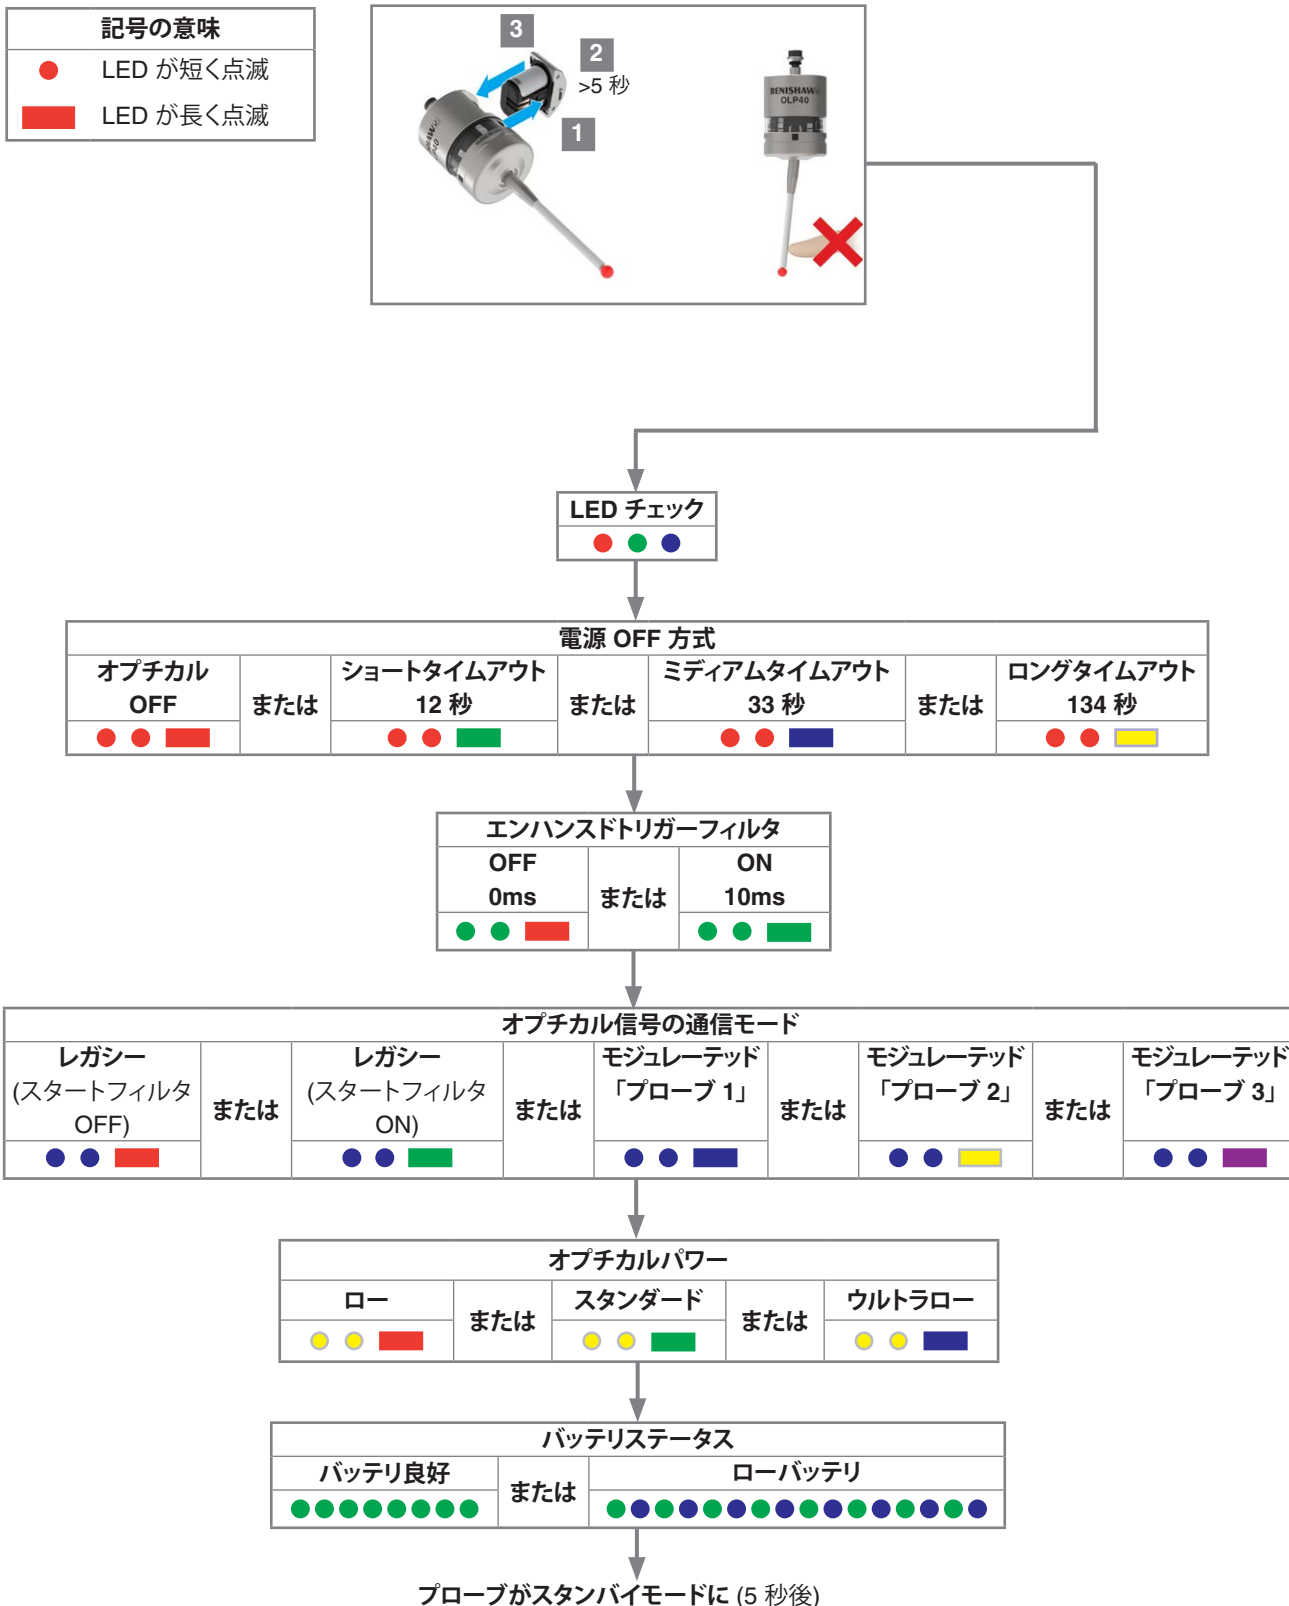 記号の意味
LED が短く点滅
LED が長く点滅
3
2
>5 秒
1
RENISHAW
OLP40
LED チェック
電源 OFF 方式
オプチカル
OFF
または
ショートタイムアウト
12 秒
または
ミディアムタイムアウト
33 秒
または
ロングタイムアウト
134 秒
エンハンスドトリガーフィルタ
OFF
0ms
または
ON
10ms
オプチカル信号の通信モード
レガシー
(スタートフィルタ
OFF)
または
レガシー
(スタートフィルタ
ON)
または
モジュレーテッド
「プローブ 1」
または
モジュレーテッド
「プローブ 2」
または
モジュレーテッド
「プローブ 3」
オプチカルパワー
ロー
または
スタンダード
または
ウルトラロー
バッテリステータス
バッテリ良好
または
ローバッテリ
プローブがスタンバイモードに (5 秒後)